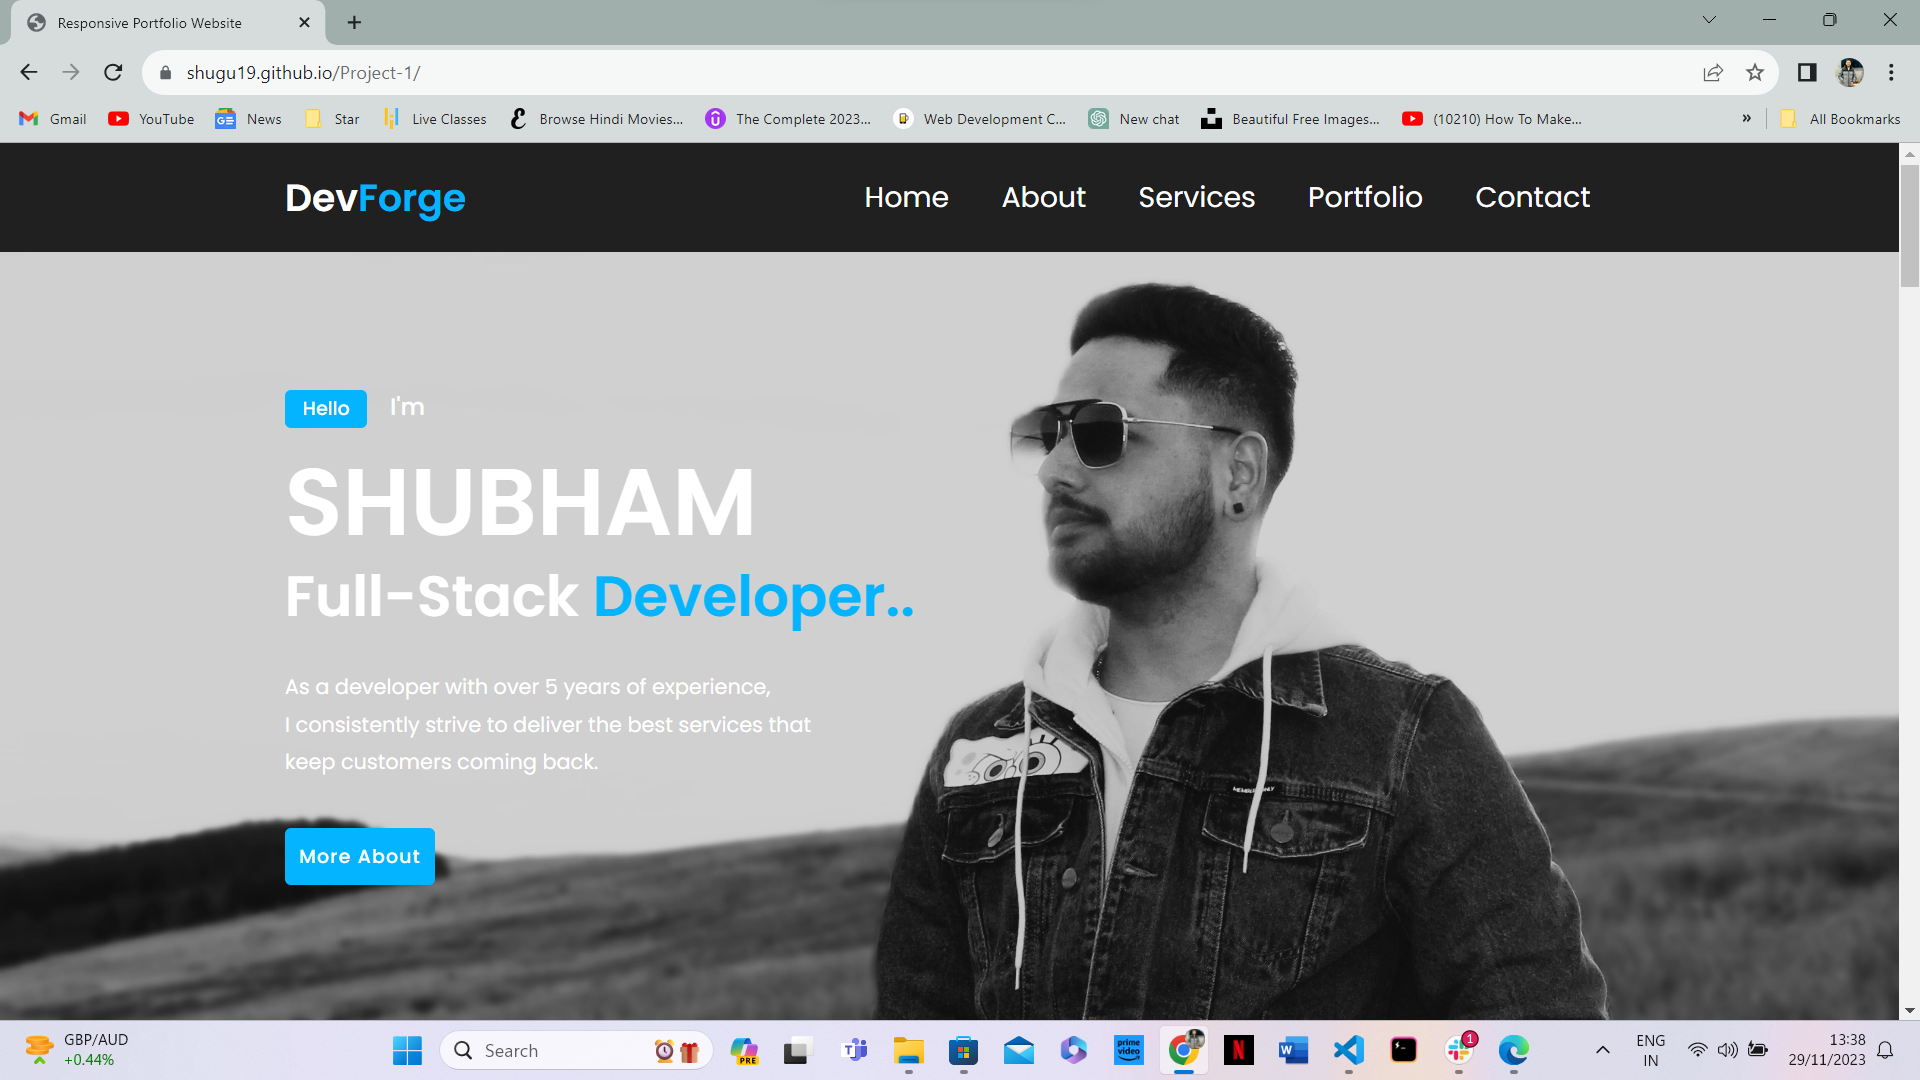 Responsive Portfolio Website
shugu19.github.io/Project-1/
Gmail YouTube News Star Live Classes Browse Hindi Movies... The Complete 2023... Web Development C... New chat Beautiful Free Images... (10210) How To Make... » All Bookmarks
DevForge Home About Services Portfolio Contact
Hello I'm
SHUBHAM
Full-Stack Developer..
As a developer with over 5 years of experience,
I consistently strive to deliver the best services that
keep customers coming back.
More About
GBP/AUD
+0.44%
Search
PRE
prime
video
N
W
1
ENG
IN
13:38
29/11/2023